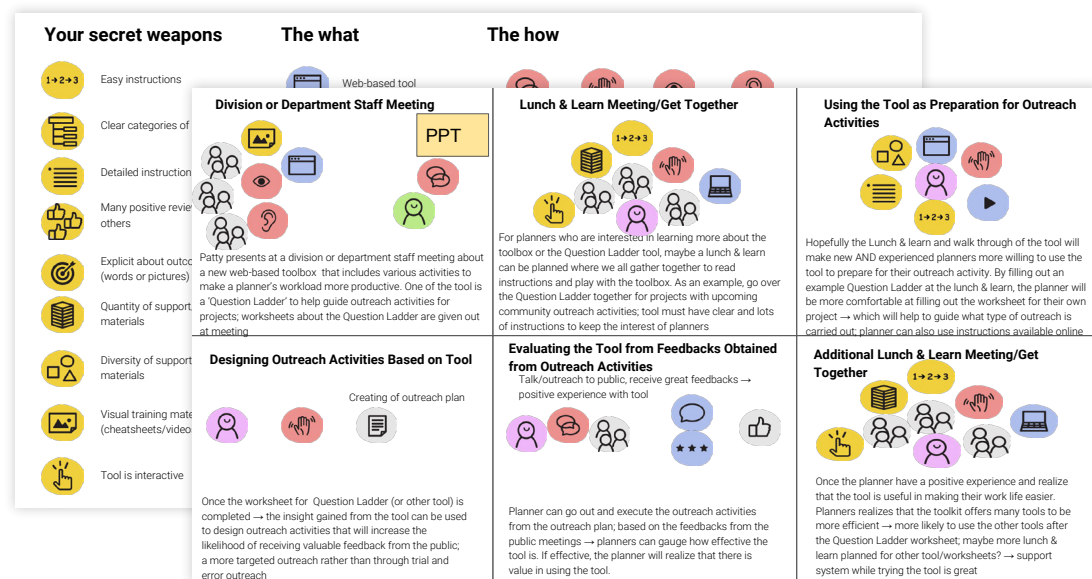 Your secret weapons
The what
The how
1→2→3
Easy instructions
Web-based tool
Clear categories of
Detailed instruction
Many positive revie
others
Explicit about outco
(words or pictures)
Quantity of support
materials
Diversity of support
materials
Visual training mate
(cheatsheets/video
Tool is interactive
Division or Department Staff Meeting
PPT
Patty presents at a division or department staff meeting about
a new web-based toolbox that includes various activities to
make a planner's workload more productive. One of the tool is
a 'Question Ladder' to help guide outreach activities for
projects; worksheets about the Question Ladder are given out
at meeting
Lunch & Learn Meeting/Get Together
1→2→3
For planners who are interested in learning more about the
toolbox or the Question Ladder tool, maybe a lunch & learn
can be planned where we all gather together to read
instructions and play with the toolbox. As an example, go over
the Question Ladder together for projects with upcoming
community outreach activities; tool must have clear and lots
of instructions to keep the interest of planners
Using the Tool as Preparation for Outreach
Activities
1→2→3
Hopefully the Lunch & learn and walk through of the tool will
make new AND experienced planners more willing to use the
tool to prepare for their outreach activity. By filling out an
example Question Ladder at the lunch & learn, the planner will
be more comfortable at filling out the worksheet for their own
project → which will help to guide what type of outreach is
carried out; planner can also use instructions available online
Designing Outreach Activities Based on Tool
Creating of outreach plan
Once the worksheet for Question Ladder (or other tool) is
completed → the insight gained from the tool can be used
to design outreach activities that will increase the
likelihood of receiving valuable feedback from the public;
a more targeted outreach rather than through trial and
error outreach
Evaluating the Tool from Feedbacks Obtained
from Outreach Activities
Talk/outreach to public, receive great feedbacks →
positive experience with tool
Planner can go out and execute the outreach activities
from the outreach plan; based on the feedbacks from the
public meetings → planners can gauge how effective the
tool is. If effective, the planner will realize that there is
value in using the tool.
Additional Lunch & Learn Meeting/Get
Together
1→2→3
Once the planner have a positive experience and realize
that the tool is useful in making their work life easier.
Planners realizes that the toolkit offers many tools to be
more efficient → more likely to use the other tools after
the Question Ladder worksheet; maybe more lunch &
learn planned for other tool/worksheets? → support
system while trying the tool is great